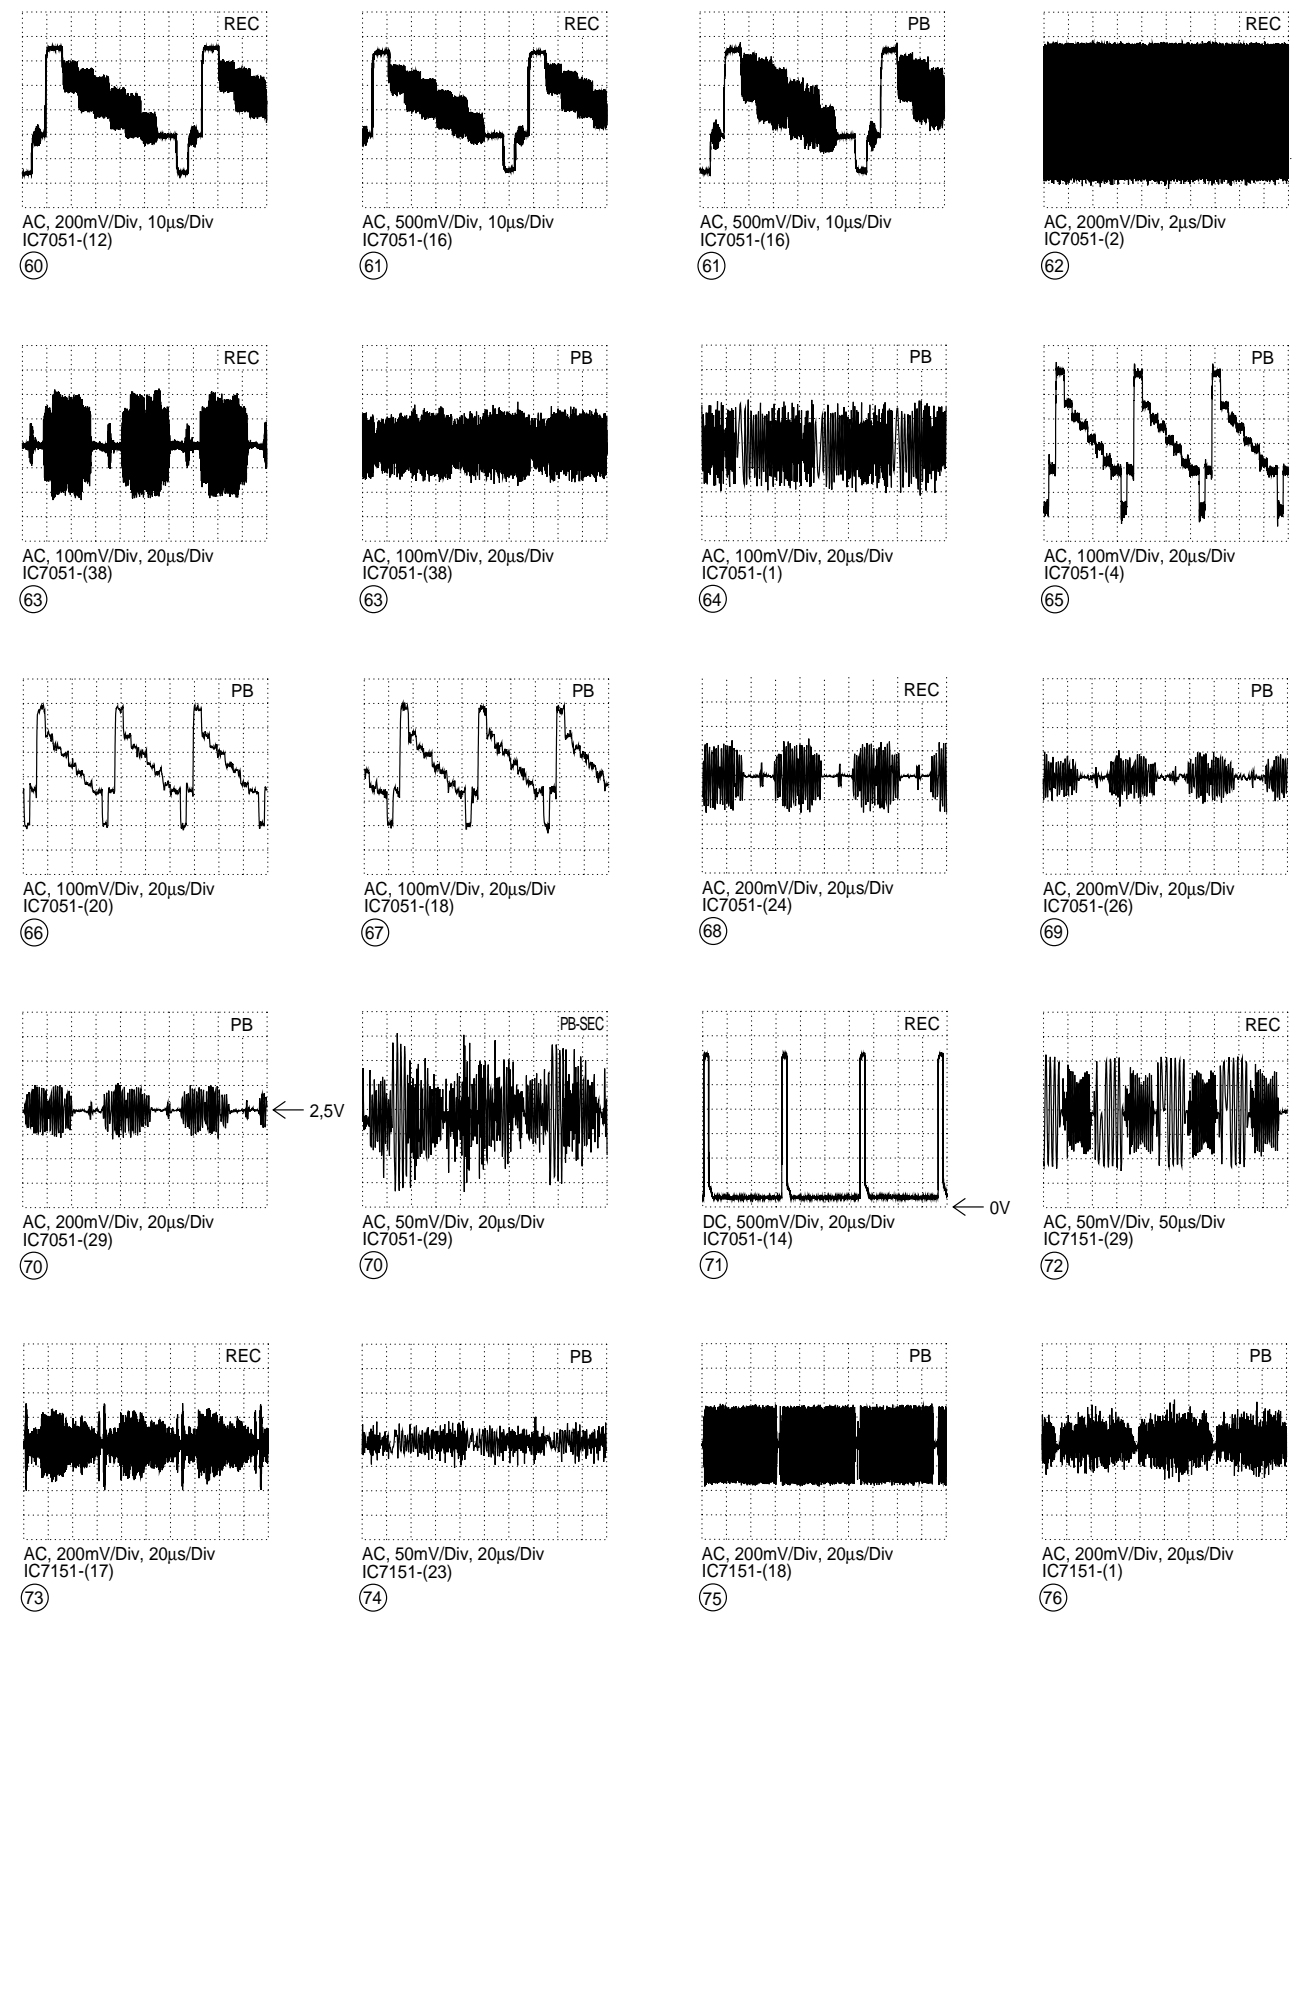 REC
AC, 200mV/Div, 10µs/Div
IC7051-(12)
60
REC
AC, 500mV/Div, 10µs/Div
IC7051-(16)
61
PB
AC, 500mV/Div, 10µs/Div
IC7051-(16)
61
REC
AC, 200mV/Div, 2µs/Div
IC7051-(2)
62
REC
AC, 100mV/Div, 20µs/Div
IC7051-(38)
63
PB
AC, 100mV/Div, 20µs/Div
IC7051-(38)
63
PB
AC, 100mV/Div, 20µs/Div
IC7051-(1)
64
PB
AC, 100mV/Div, 20µs/Div
IC7051-(4)
65
PB
AC, 100mV/Div, 20µs/Div
IC7051-(20)
66
PB
AC, 100mV/Div, 20µs/Div
IC7051-(18)
67
REC
AC, 200mV/Div, 20µs/Div
IC7051-(24)
68
PB
AC, 200mV/Div, 20µs/Div
IC7051-(26)
69
PB
2,5V
AC, 200mV/Div, 20µs/Div
IC7051-(29)
70
PB-SEC
AC, 50mV/Div, 20µs/Div
IC7051-(29)
70
REC
0V
DC, 500mV/Div, 20µs/Div
IC7051-(14)
71
REC
AC, 50mV/Div, 50µs/Div
IC7151-(29)
72
REC
AC, 200mV/Div, 20µs/Div
IC7151-(17)
73
PB
AC, 50mV/Div, 20µs/Div
IC7151-(23)
74
PB
AC, 200mV/Div, 20µs/Div
IC7151-(18)
75
PB
AC, 200mV/Div, 20µs/Div
IC7151-(1)
76